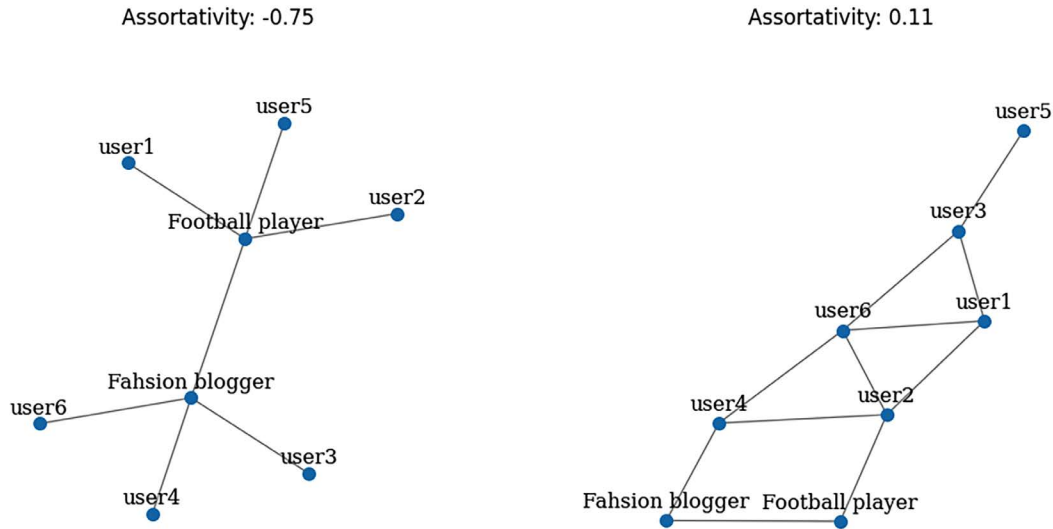 Assortativity: -0.75
user5
user1
user2
Football player
Fahsion blogger
user6
user3
user4
Assortativity: 0.11
user5
user3
user1
user6
user2
user4
Fahsion blogger
Football player